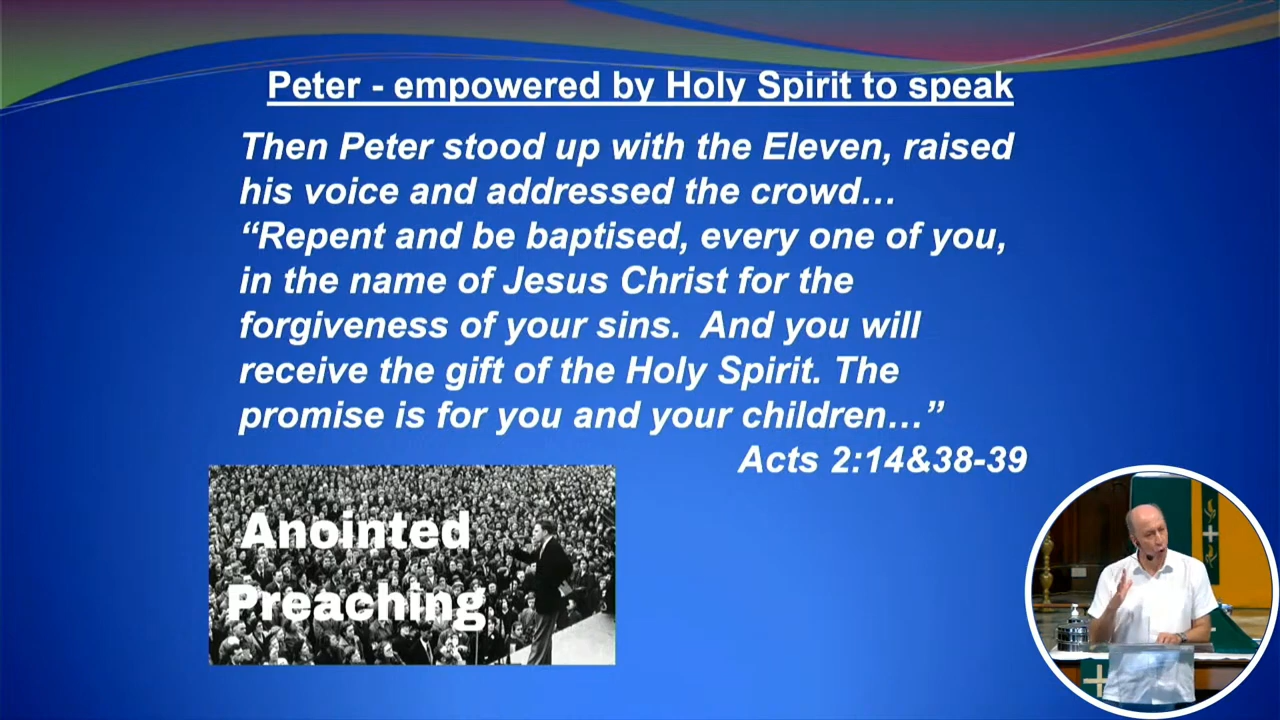 Peter - empowered by Holy Spirit to speak
Then Peter stood up with the Eleven, raised
his voice and addressed the crowd…
“Repent and be baptised, every one of you,
in the name of Jesus Christ for the
forgiveness of your sins.  And you will
receive the gift of the Holy Spirit. The
promise is for you and your children…”
Acts 2:14&38-39
Anointed
Preaching